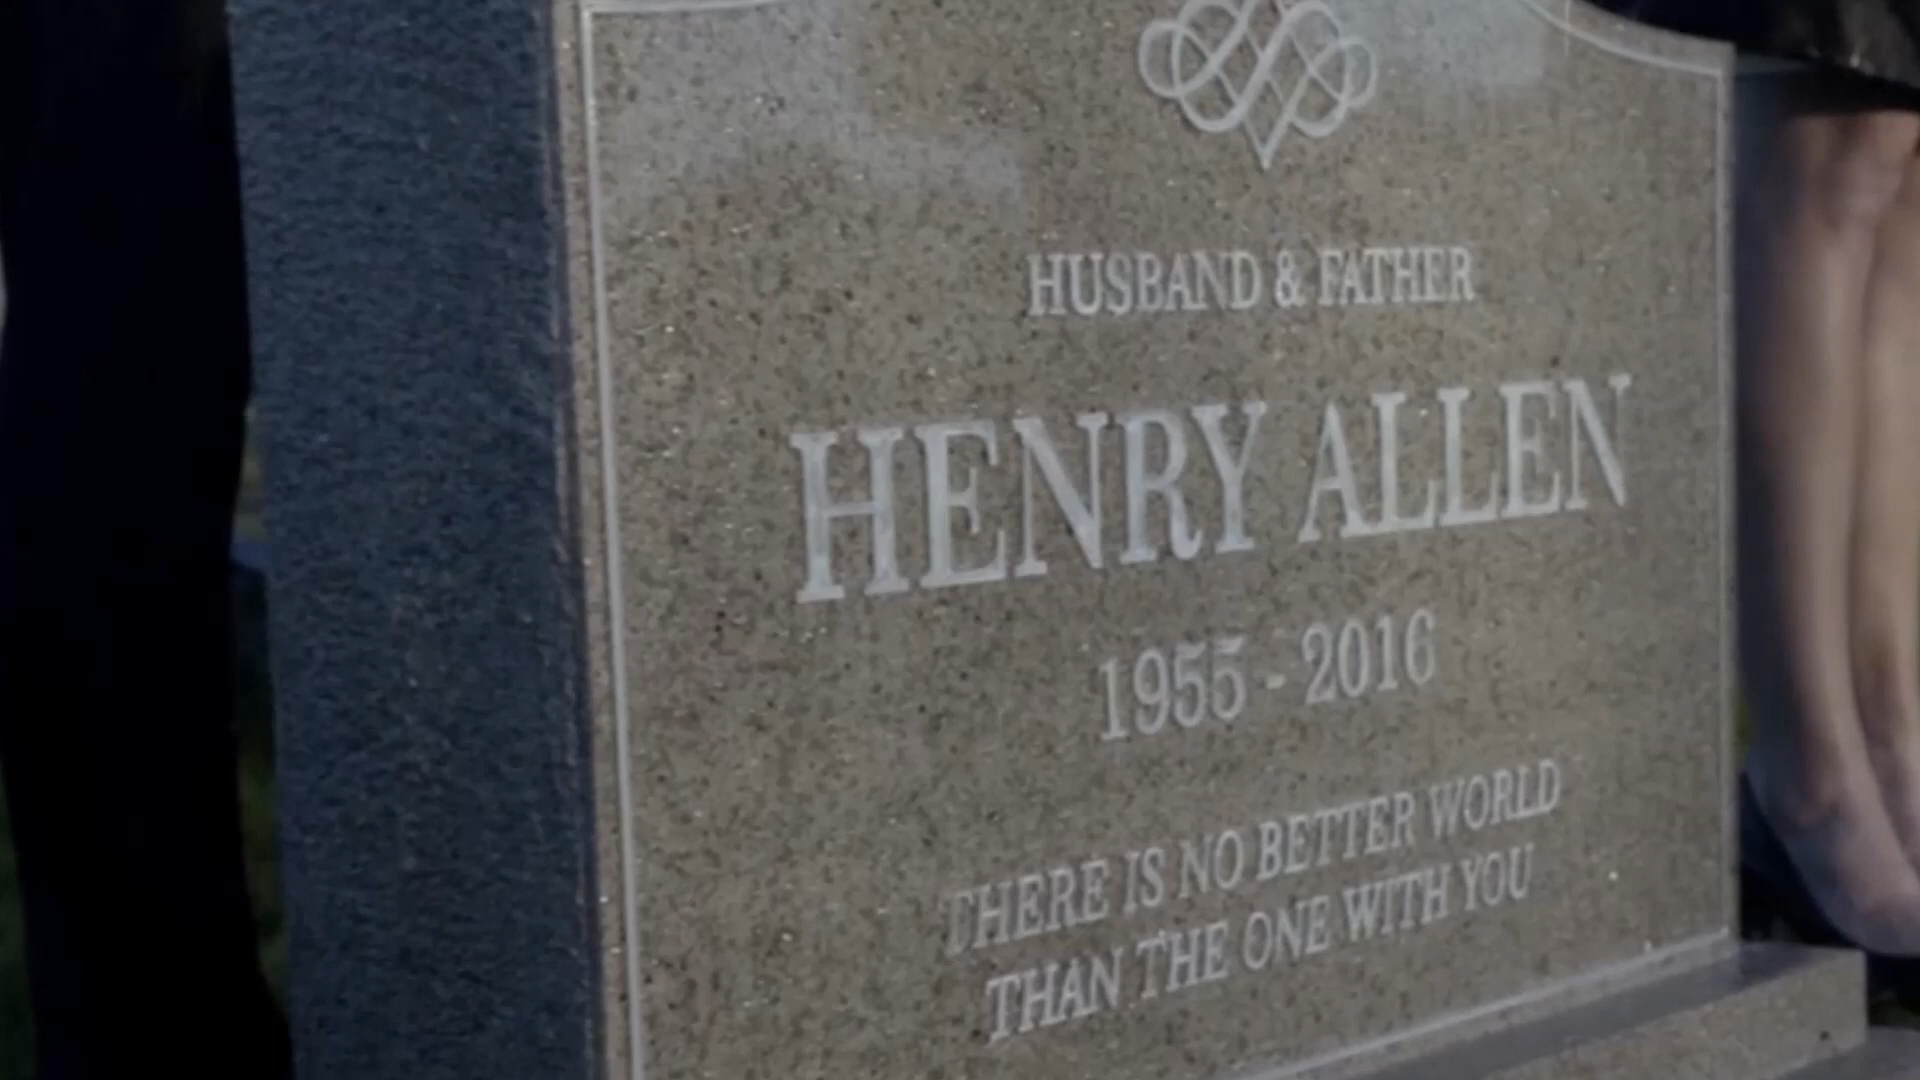 HUSBAND & FATHER
HENRY ALLEN
1955 - 2016
THERE IS NO BETTER WORLD
THAN THE ONE WITH YOU